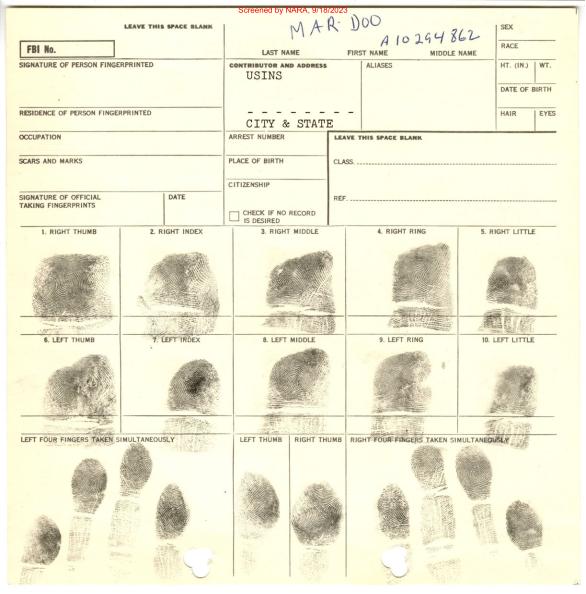 Screened by NARA, 9/18/2023
LEAVE THIS SPACE BLANK
MAR DOO
A10 294 862
LAST NAME FIRST NAME MIDDLE NAME
SEX
RACE
HT. (IN.) WT.
DATE OF BIRTH
HAIR EYES
FBI No.
SIGNATURE OF PERSON FINGERPRINTED
CONTRIBUTOR AND ADDRESS
USINS
- - - - - - - -
CITY & STATE
ALIASES
RESIDENCE OF PERSON FINGERPRINTED
OCCUPATION
ARREST NUMBER
LEAVE THIS SPACE BLANK
SCARS AND MARKS
PLACE OF BIRTH
CLASS.
CITIZENSHIP
SIGNATURE OF OFFICIAL
TAKING FINGERPRINTS
DATE
REF.
CHECK IF NO RECORD
IS DESIRED
1. RIGHT THUMB
2. RIGHT INDEX
3. RIGHT MIDDLE
4. RIGHT RING
5. RIGHT LITTLE
6. LEFT THUMB
7. LEFT INDEX
8. LEFT MIDDLE
9. LEFT RING
10. LEFT LITTLE
LEFT FOUR FINGERS TAKEN SIMULTANEOUSLY
LEFT THUMB
RIGHT THUMB
RIGHT FOUR FINGERS TAKEN SIMULTANEOUSLY